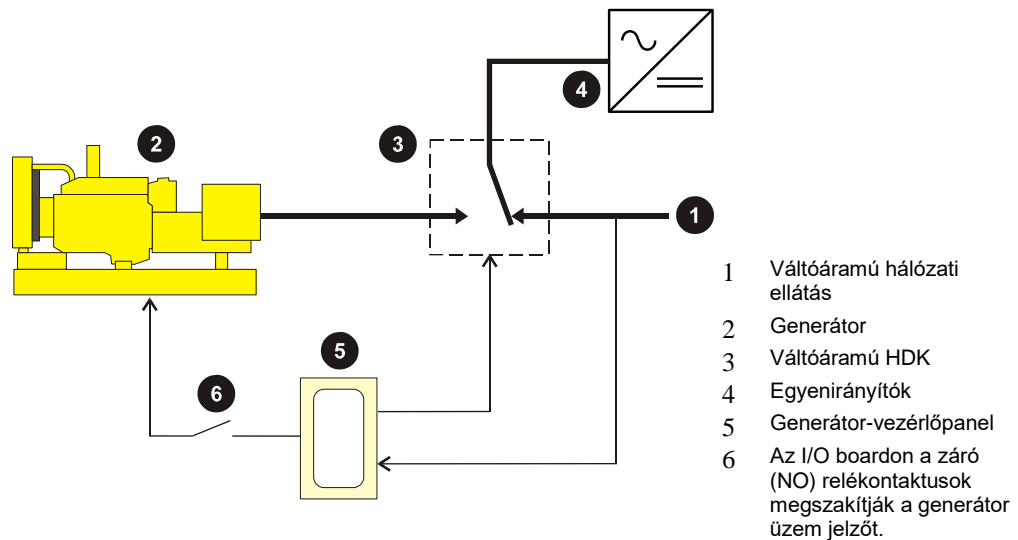 2
3
4
1
5
6
1 Váltóáramú hálózati
ellátás
2 Generátor
3 Váltóáramú HDK
4 Egyenirányítók
5 Generátor-vezérlőpanel
6 Az I/O boardon a záró
(NO) relékontaktusok
megszakítják a generátor
üzem jelzőt.